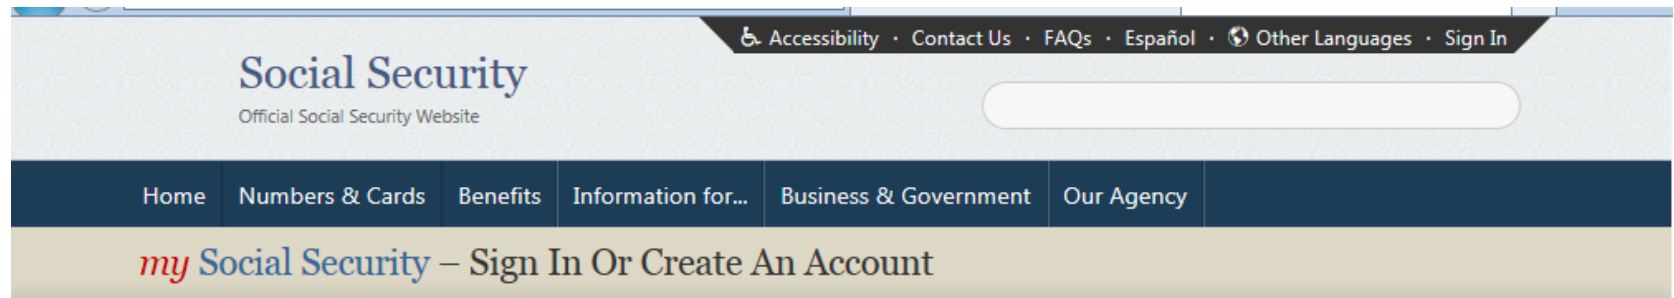 Accessibility · Contact Us · FAQs · Español · Other Languages · Sign In
Social Security
Official Social Security Website
Home Numbers & Cards Benefits Information for... Business & Government Our Agency
my Social Security – Sign In Or Create An Account